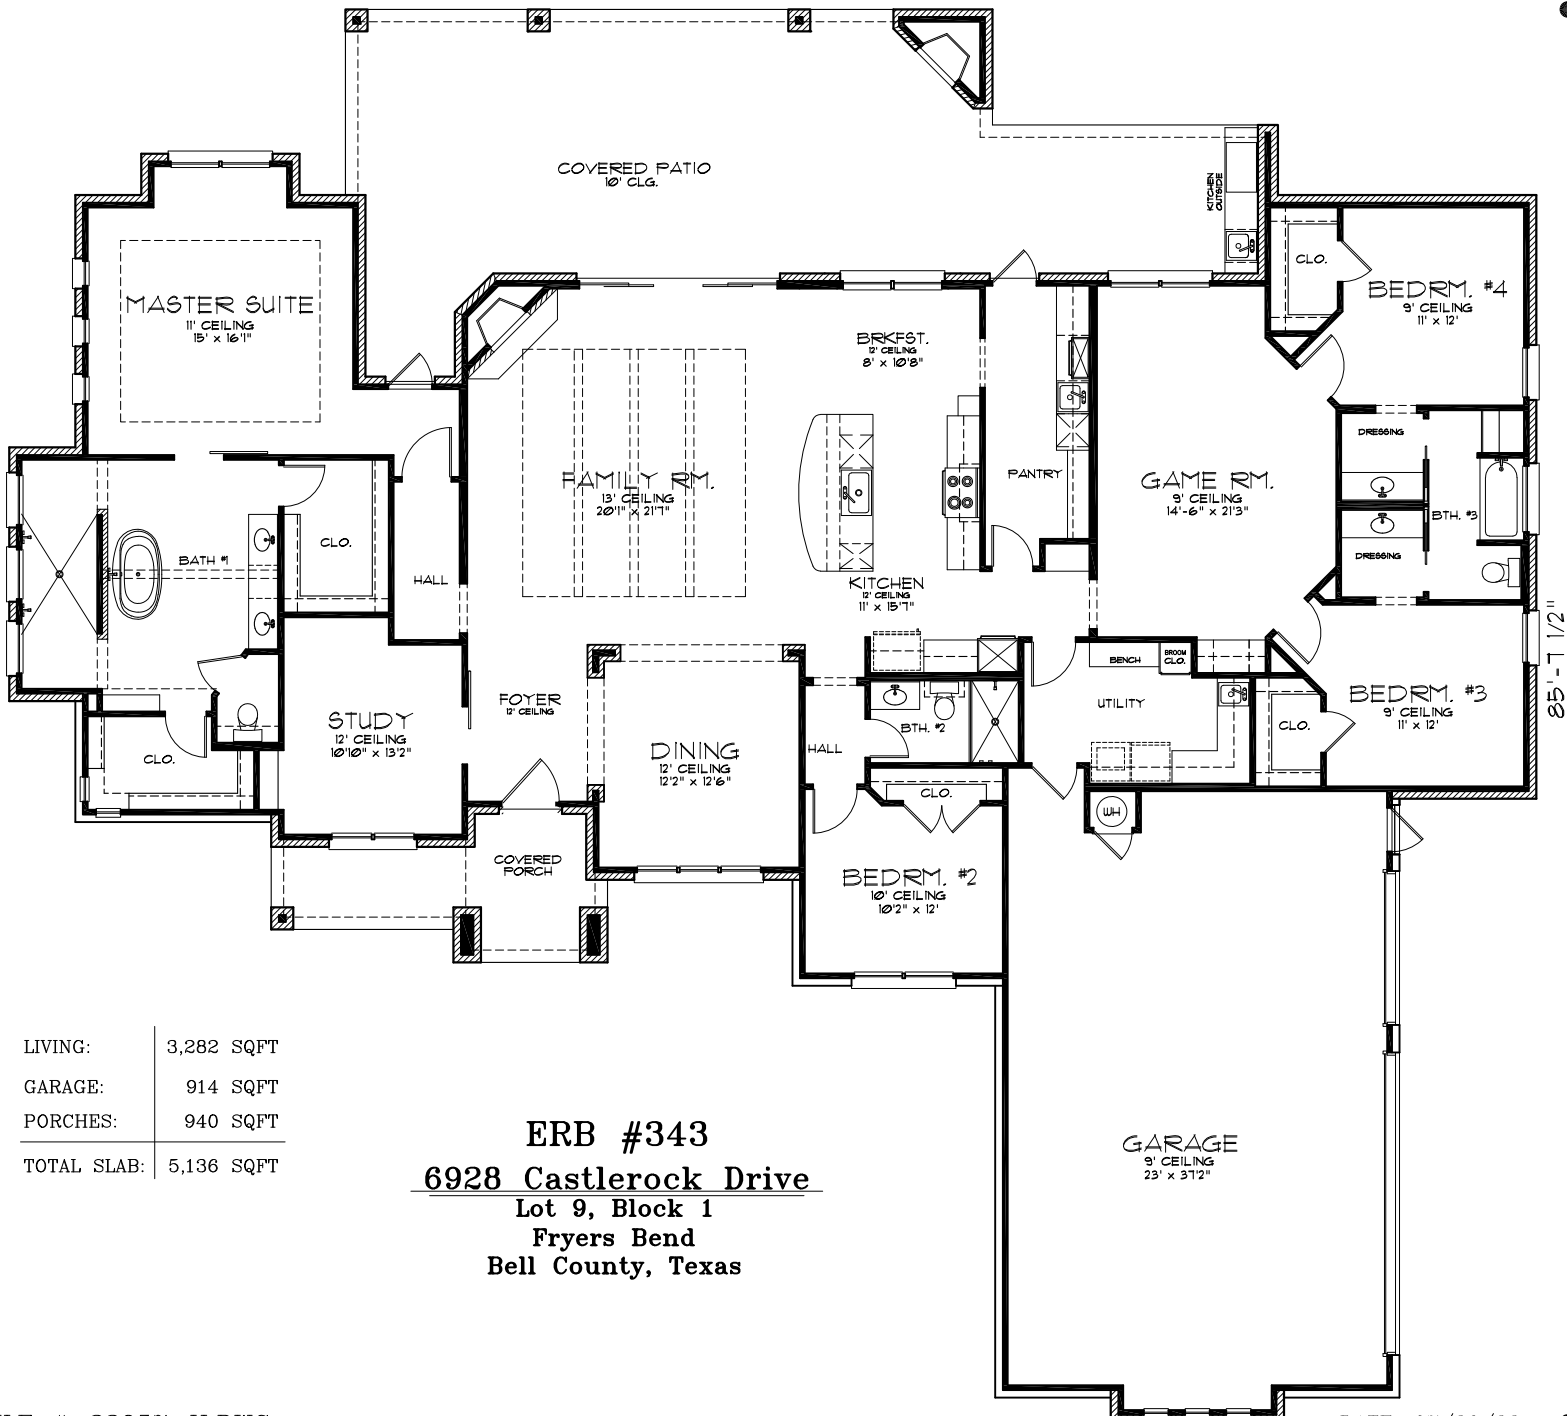 COVERED PATIO
10' CLG.
KITCHEN
OUTSIDE
CLO.
BEDRM. #4
9' CEILING
11' x 12'
MASTER SUITE
11' CEILING
15' x 16'1"
BRKFST.
12' CEILING
8' x 10'8"
DRESSING
PANTRY
FAMILY RM.
13' CEILING
20'1" x 21'7"
GAME RM.
9' CEILING
14'-6" x 21'3"
BTH. #3
DRESSING
BATH #1
CLO.
HALL
KITCHEN
12' CEILING
11' x 15'7"
85'-7 1/2"
BENCH
BROOM
CLO.
BEDRM. #3
9' CEILING
11' x 12'
FOYER
12' CEILING
UTILITY
STUDY
12' CEILING
10'10" x 13'2"
BTH. #2
CLO.
DINING
12' CEILING
12'2" x 12'6"
HALL
CLO.
CLO.
WH
COVERED
PORCH
BEDRM. #2
10' CEILING
10'2" x 12'
LIVING: 3,282 SQFT
GARAGE: 914 SQFT
PORCHES: 940 SQFT
TOTAL SLAB: 5,136 SQFT
ERB #343
6928 Castlerock Drive
Lot 9, Block 1
Fryers Bend
Bell County, Texas
GARAGE
9' CEILING
23' x 37'2"